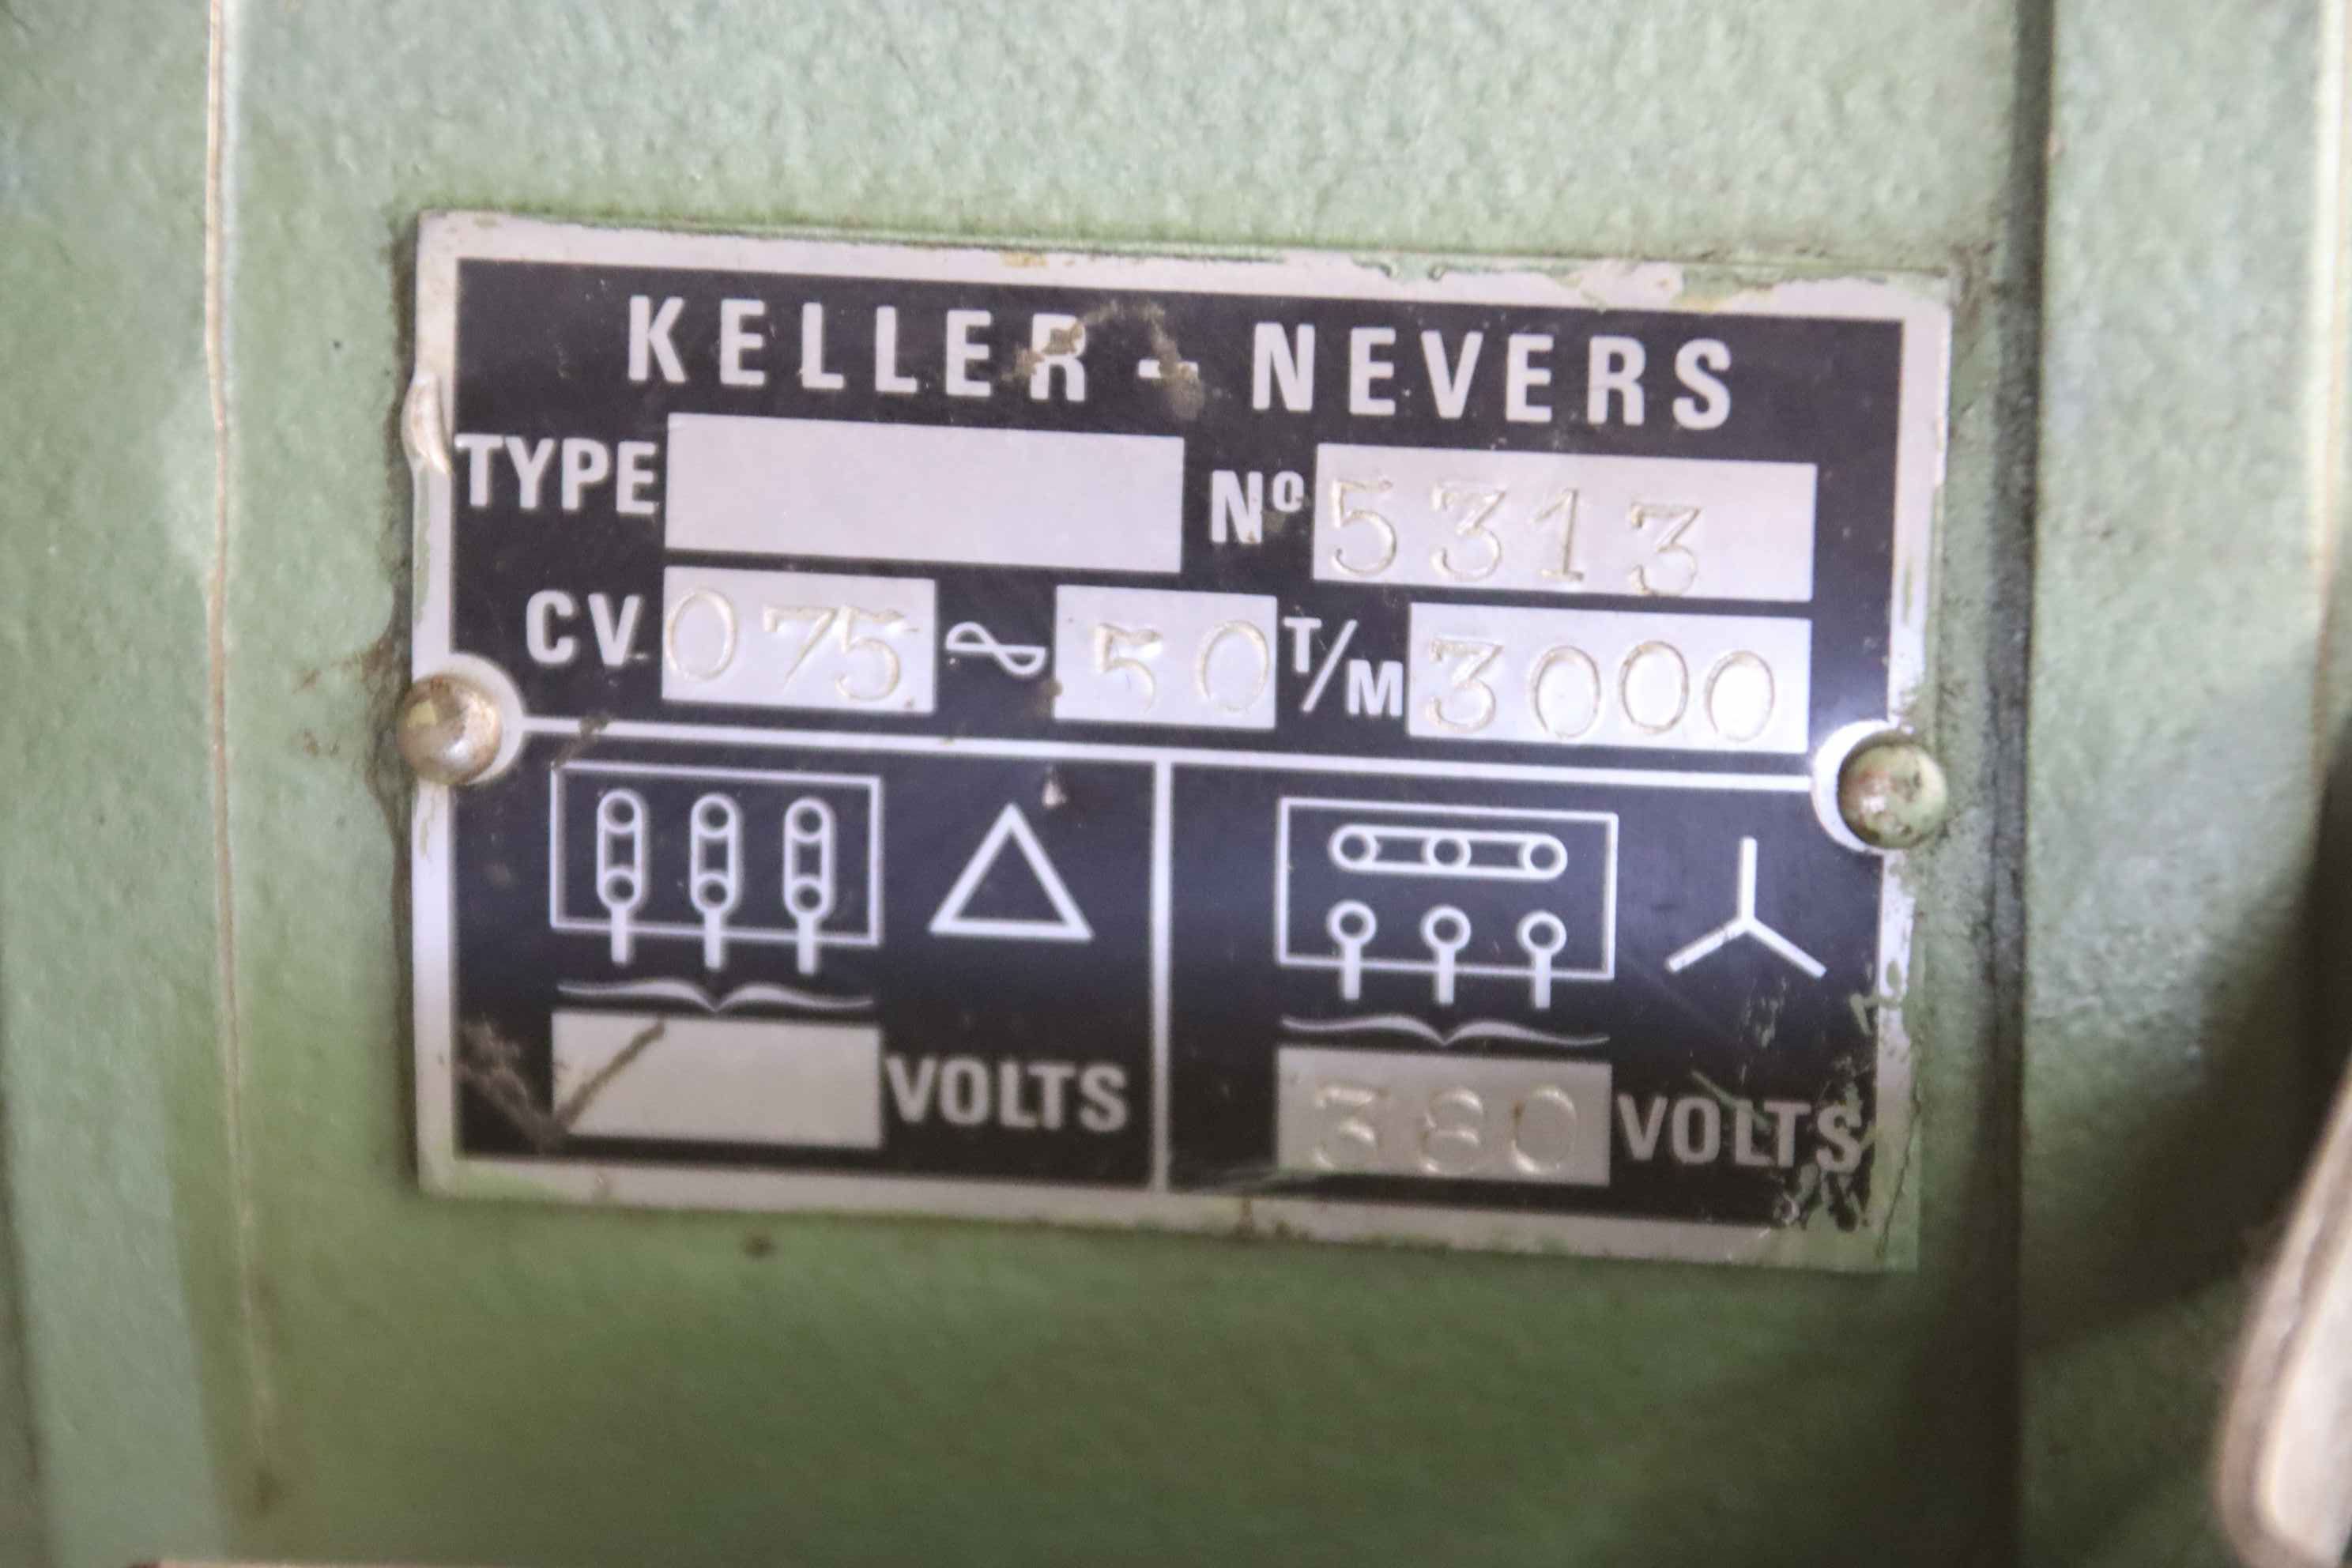 KELLER - NEVERS
TYPE Nº 5313
CV 075 ~ 50 T/M 3000
VOLTS 380 VOLTS